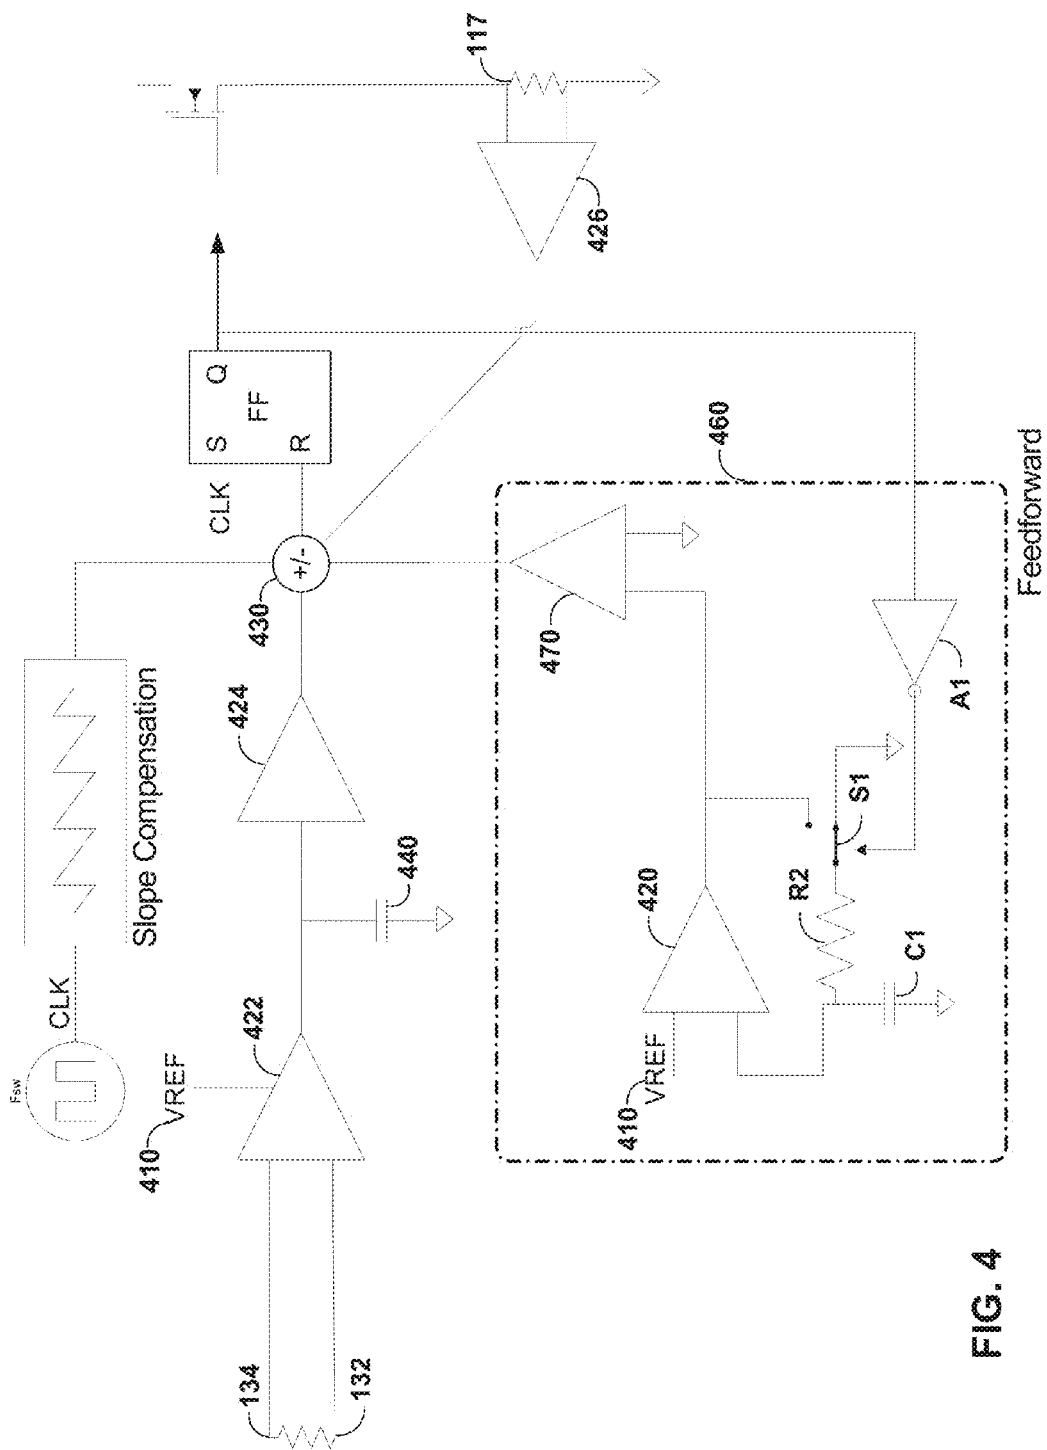 Fsw
CLK
Slope Compensation
410
VREF
422
424
430
+/-
CLK
S
Q
FF
R
117
426
134
132
440
460
410
VREF
420
470
R2
S1
C1
A1
Feedforward
FIG. 4